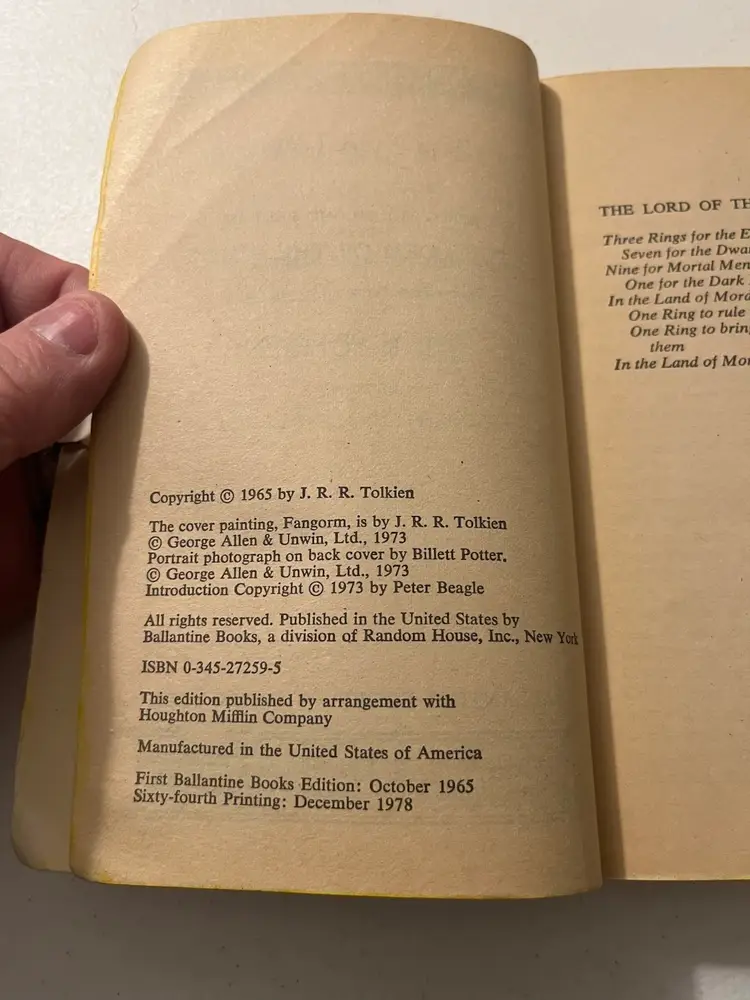 Copyright © 1965 by J. R. R. Tolkien
The cover painting, Fangorm, is by J. R. R. Tolkien
© George Allen & Unwin, Ltd., 1973
Portrait photograph on back cover by Billett Potter.
© George Allen & Unwin, Ltd., 1973
Introduction Copyright © 1973 by Peter Beagle
All rights reserved. Published in the United States by
Ballantine Books, a division of Random House, Inc., New York
ISBN 0-345-27259-5
This edition published by arrangement with
Houghton Mifflin Company
Manufactured in the United States of America
First Ballantine Books Edition: October 1965
Sixty-fourth Printing: December 1978
THE LORD OF TH
Three Rings for the E
Seven for the Dwa
Nine for Mortal Men
One for the Dark
In the Land of Mord
One Ring to rule
One Ring to brin
them
In the Land of Mor